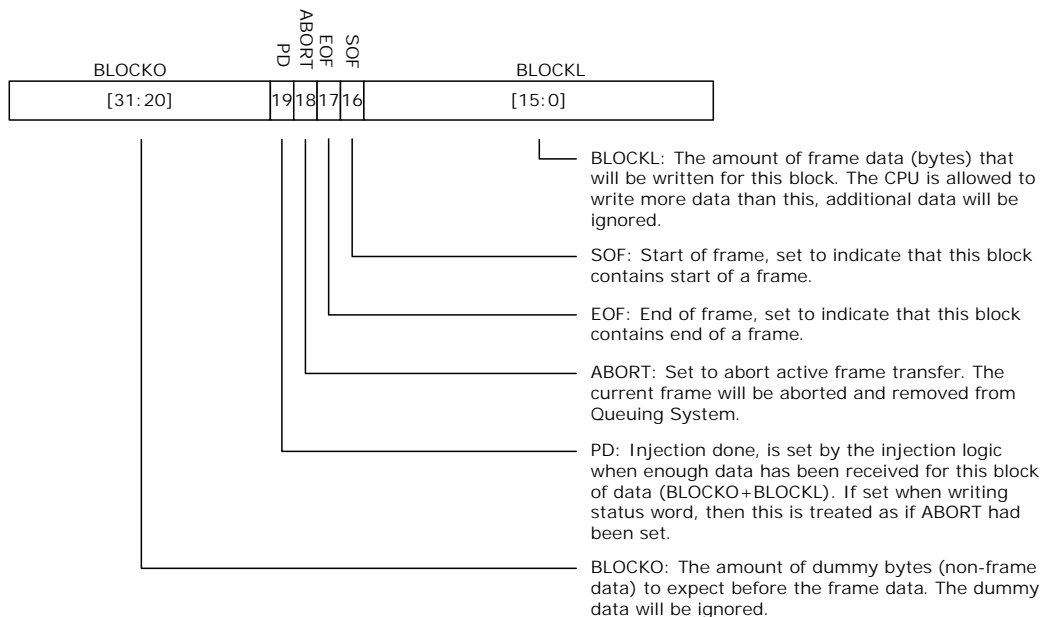 PD
ABORT
EOF
SOF
BLOCKO
BLOCKL
[31:20]
19
18
17
16
[15:0]
BLOCKL: The amount of frame data (bytes) that
will be written for this block. The CPU is allowed to
write more data than this, additional data will be
ignored.
SOF: Start of frame, set to indicate that this block
contains start of a frame.
EOF: End of frame, set to indicate that this block
contains end of a frame.
ABORT: Set to abort active frame transfer. The
current frame will be aborted and removed from
Queuing System.
PD: Injection done, is set by the injection logic
when enough data has been received for this block
of data (BLOCKO+BLOCKL). If set when writing
status word, then this is treated as if ABORT had
been set.
BLOCKO: The amount of dummy bytes (non-frame
data) to expect before the frame data. The dummy
data will be ignored.